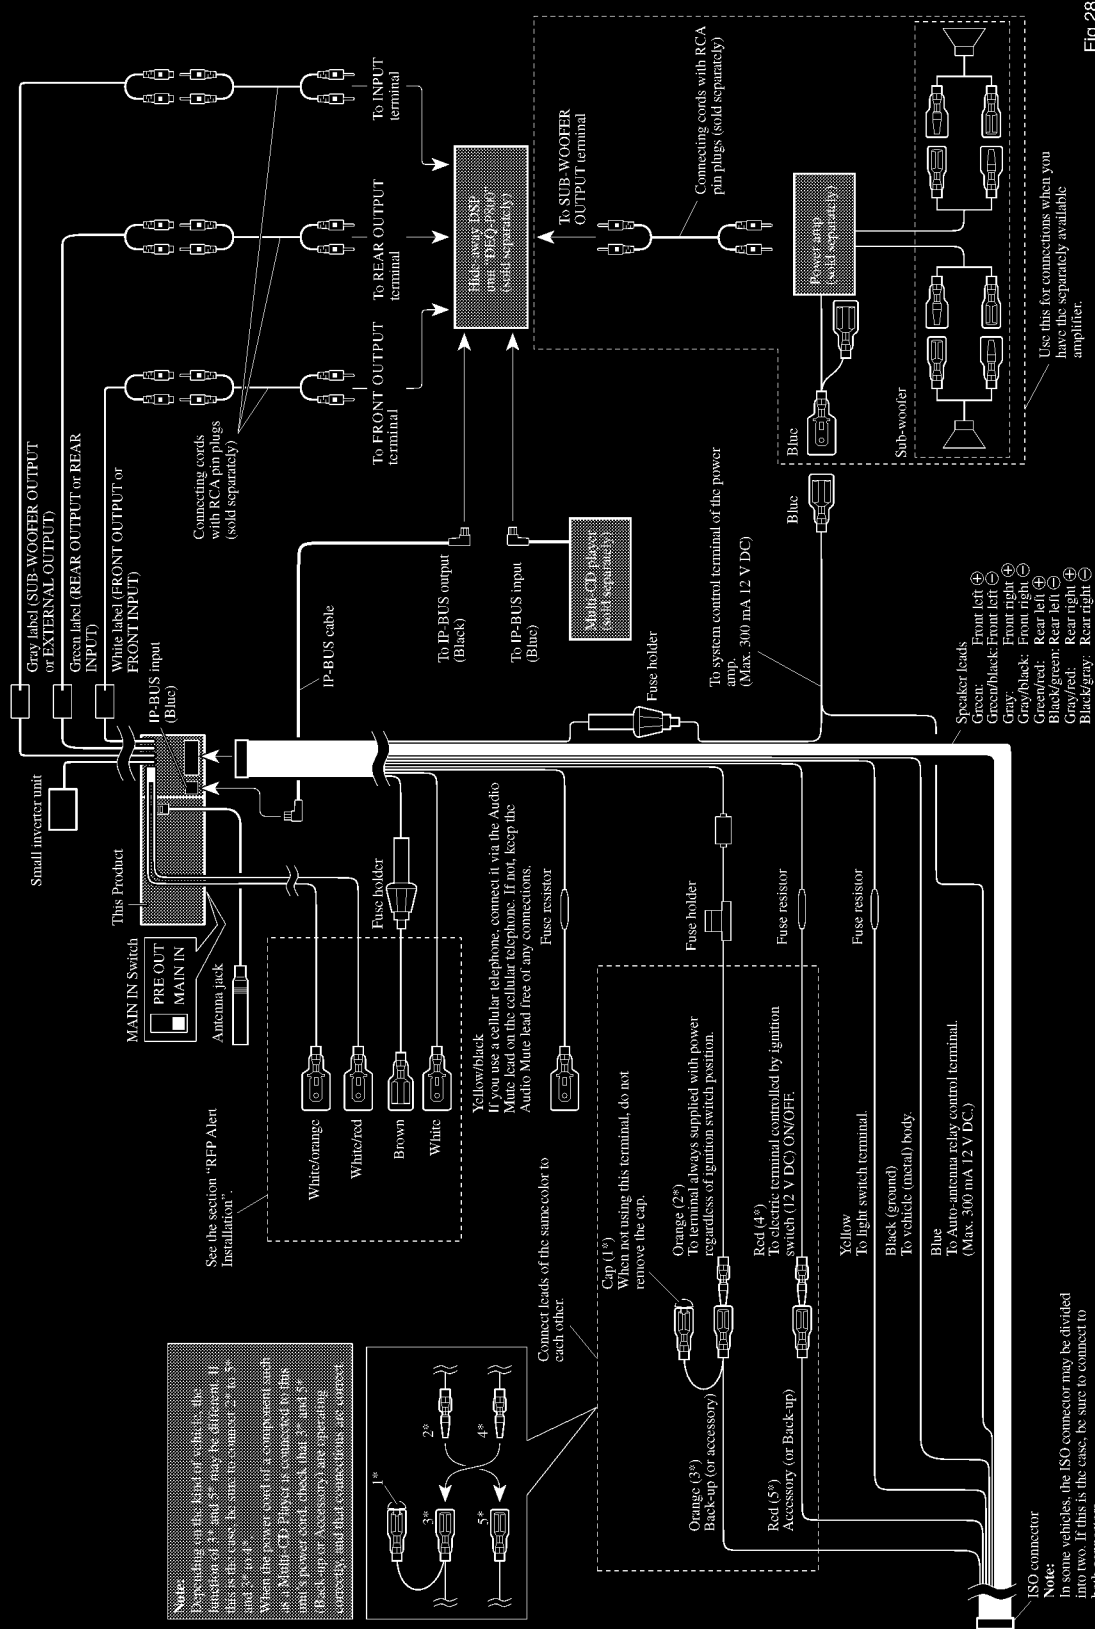 Fig.28
Gray label (SUB-WOOFER OUTPUT
or EXTERNAL OUTPUT)
Green label (REAR OUTPUT or REAR
INPUT)
White label (FRONT OUTPUT or
FRONT INPUT)
IP-BUS input
(Blue)
Small inverter unit
This Product
MAIN IN Switch
PRE OUT
MAIN IN
Antenna jack
Connecting cords
with RCA pin plugs
(sold separately)
To INPUT
terminal
To REAR OUTPUT
terminal
To FRONT OUTPUT
terminal
Hide-away DSP
unit "DEQ-P800"
(sold separately)
To SUB-WOOFER
OUTPUT terminal
Connecting cords with RCA
pin plugs (sold separately)
Power amp
(sold separately)
Blue
Blue
Sub-woofer
Use this for connections when you
have the separately available
amplifier.
IP-BUS cable
To IP-BUS output
(Black)
To IP-BUS input
(Blue)
Multi-CD player
(sold separately)
Fuse holder
To system control terminal of the power
amp.
(Max. 300 mA 12 V DC)
Speaker leads
Green: Front left ⊕
Green/black: Front left ⊖
Gray: Front right ⊕
Gray/black: Front right ⊖
Green/red: Rear left ⊕
Black/green: Rear left ⊖
Gray/red: Rear right ⊕
Black/gray: Rear right ⊖
Fuse holder
See the section "RFP Alert
Installation".
White/orange
White/red
Brown
White
Yellow/black
If you use a cellular telephone, connect it via the Audio
Mute lead on the cellular telephone. If not, keep the
Audio Mute lead free of any connections.
Fuse resistor
Fuse holder
Fuse resistor
Fuse resistor
Connect leads of the same color to
each other.
Cap (1*)
When not using this terminal, do not
remove the cap.
Orange (2*)
To terminal always supplied with power
regardless of ignition switch position.
Red (4*)
To electric terminal controlled by ignition
switch (12 V DC) ON/OFF.
Orange (3*)
Back-up (or accessory)
Red (5*)
Accessory (or Back-up)
Yellow
To light switch terminal.
Black (ground)
To vehicle (metal) body.
Blue
To Auto-antenna relay control terminal.
(Max. 300 mA 12 V DC.)
Note:
Depending on the kind of vehicle, the
function of 3* and 5* may be different. If
this is the case, be sure to connect 2* to 5*
and 3* to 4*.
When the power cord of a component such
as a Multi-CD Player is connected to this
unit's power cord, check that 3* and 5*
(Back-up or Accessory) are operating
correctly, and that connections are correct.
1*
2*
3*
4*
5*
ISO connector
Note:
In some vehicles, the ISO connector may be divided
into two. If this is the case, be sure to connect to